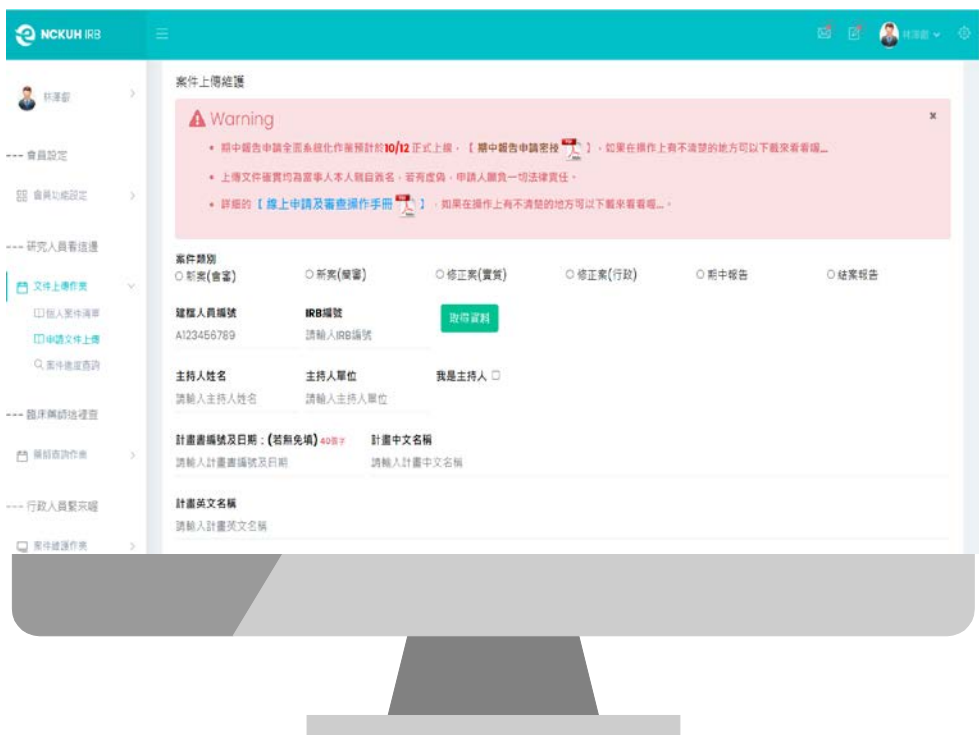 NCKUH IRB
案件上傳維護
Warning
期中報告申請全面系統化作業預計於10/12正式上線，【期中報告申請密技】，如果在操作上有不清楚的地方可以下載來看看喔...
上傳文件確實均為當事人本人親自簽名，若有虛偽，申請人願負一切法律責任。
詳細的【線上申請及審查操作手冊】，如果在操作上有不清楚的地方可以下載來看看喔...。
--- 會員設定
會員功能設定
--- 研究人員看這邊
文件上傳作業
個人案件清單
申請文件上傳
案件進度查詢
--- 臨床藥師這裡查
藥師查詢作業
--- 行政人員緊來喔
案件維護作業
案件類別
新案(會審) 新案(簡審) 修正案(實質) 修正案(行政) 期中報告 結案報告
建檔人員編號 IRB編號 取得資料
A123456789 請輸入IRB編號
主持人姓名 主持人單位 我是主持人
請輸入主持人姓名 請輸入主持人單位
計畫書編號及日期：(若無免填) 計畫中文名稱
請輸入計畫書編號及日期 請輸入計畫中文名稱
計畫英文名稱
請輸入計畫英文名稱